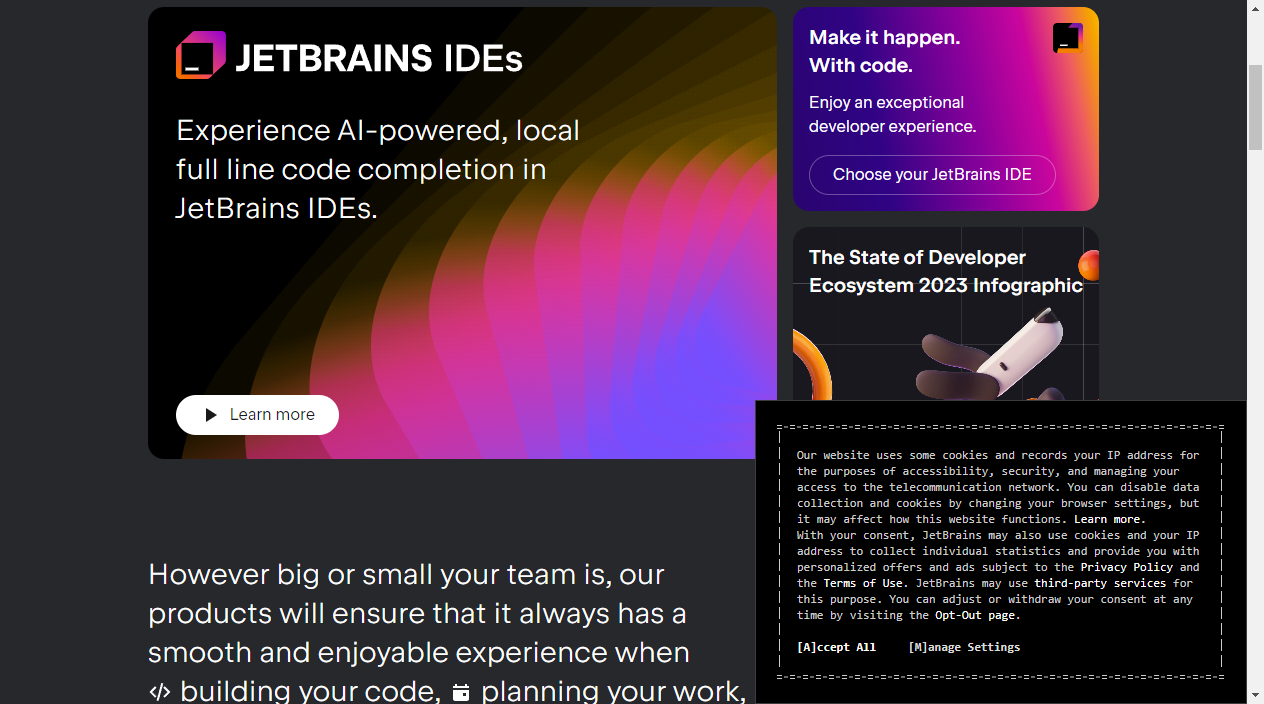 JETBRAINS IDEs
Experience AI-powered, local
full line code completion in
JetBrains IDEs.
Learn more
Make it happen.
With code.
Enjoy an exceptional
developer experience.
Choose your JetBrains IDE
The State of Developer
Ecosystem 2023 Infographic
However big or small your team is, our
products will ensure that it always has a
smooth and enjoyable experience when
</> building your code, planning your work,
Our website uses some cookies and records your IP address for
the purposes of accessibility, security, and managing your
access to the telecommunication network. You can disable data
collection and cookies by changing your browser settings, but
it may affect how this website functions. Learn more.
With your consent, JetBrains may also use cookies and your IP
address to collect individual statistics and provide you with
personalized offers and ads subject to the Privacy Policy and
the Terms of Use. JetBrains may use third-party services for
this purpose. You can adjust or withdraw your consent at any
time by visiting the Opt-Out page.
[A]ccept All [M]anage Settings